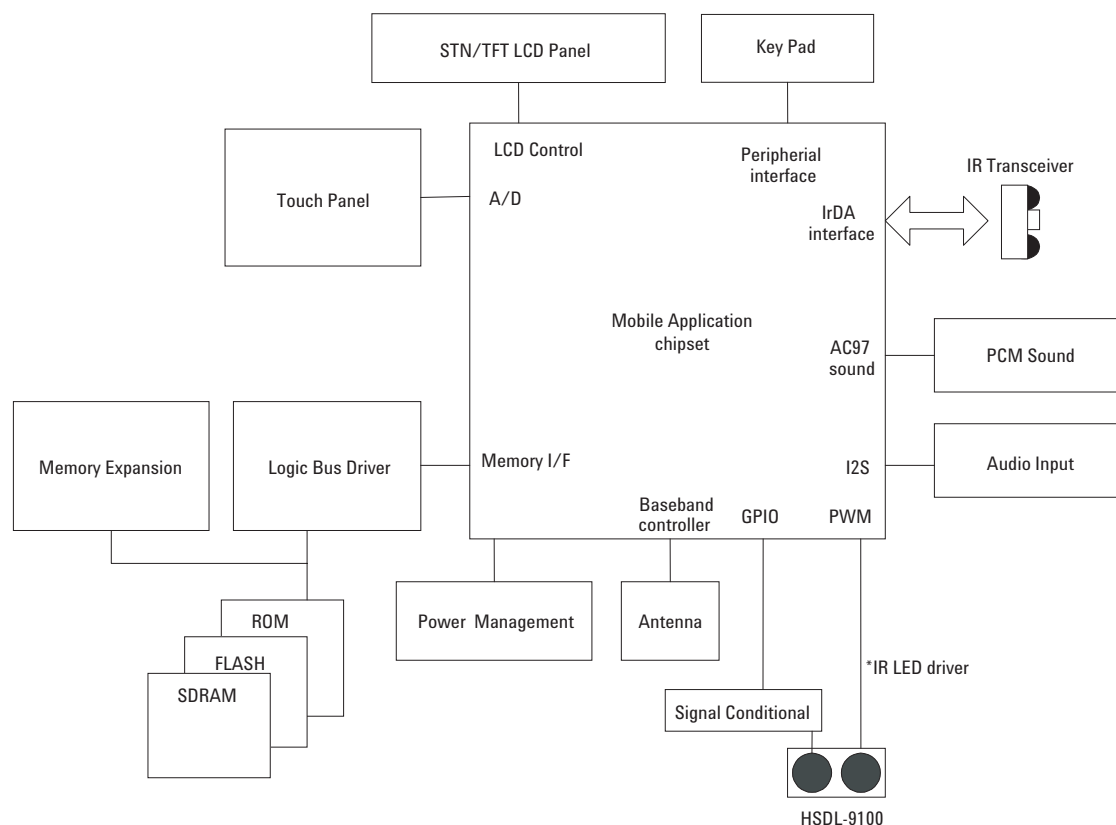 STN/TFT LCD Panel
Key Pad
LCD Control
Peripherial
interface
IR Transceiver
Touch Panel
A/D
IrDA
interface
Mobile Application
chipset
AC97
sound
PCM Sound
Memory Expansion
Logic Bus Driver
Memory I/F
I2S
Audio Input
Baseband
controller
GPIO
PWM
ROM
Power Management
Antenna
FLASH
*IR LED driver
SDRAM
Signal Conditional
HSDL-9100